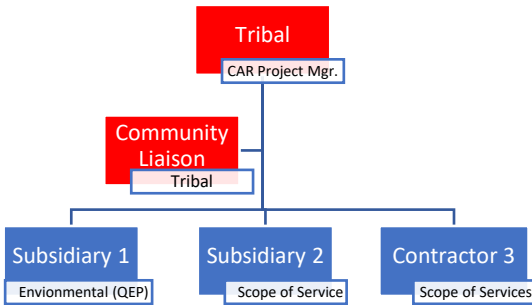 Tribal
CAR Project Mgr.
Community
Liaison
Tribal
Subsidiary 1
Envionmental (QEP)
Subsidiary 2
Scope of Service
Contractor 3
Scope of Services